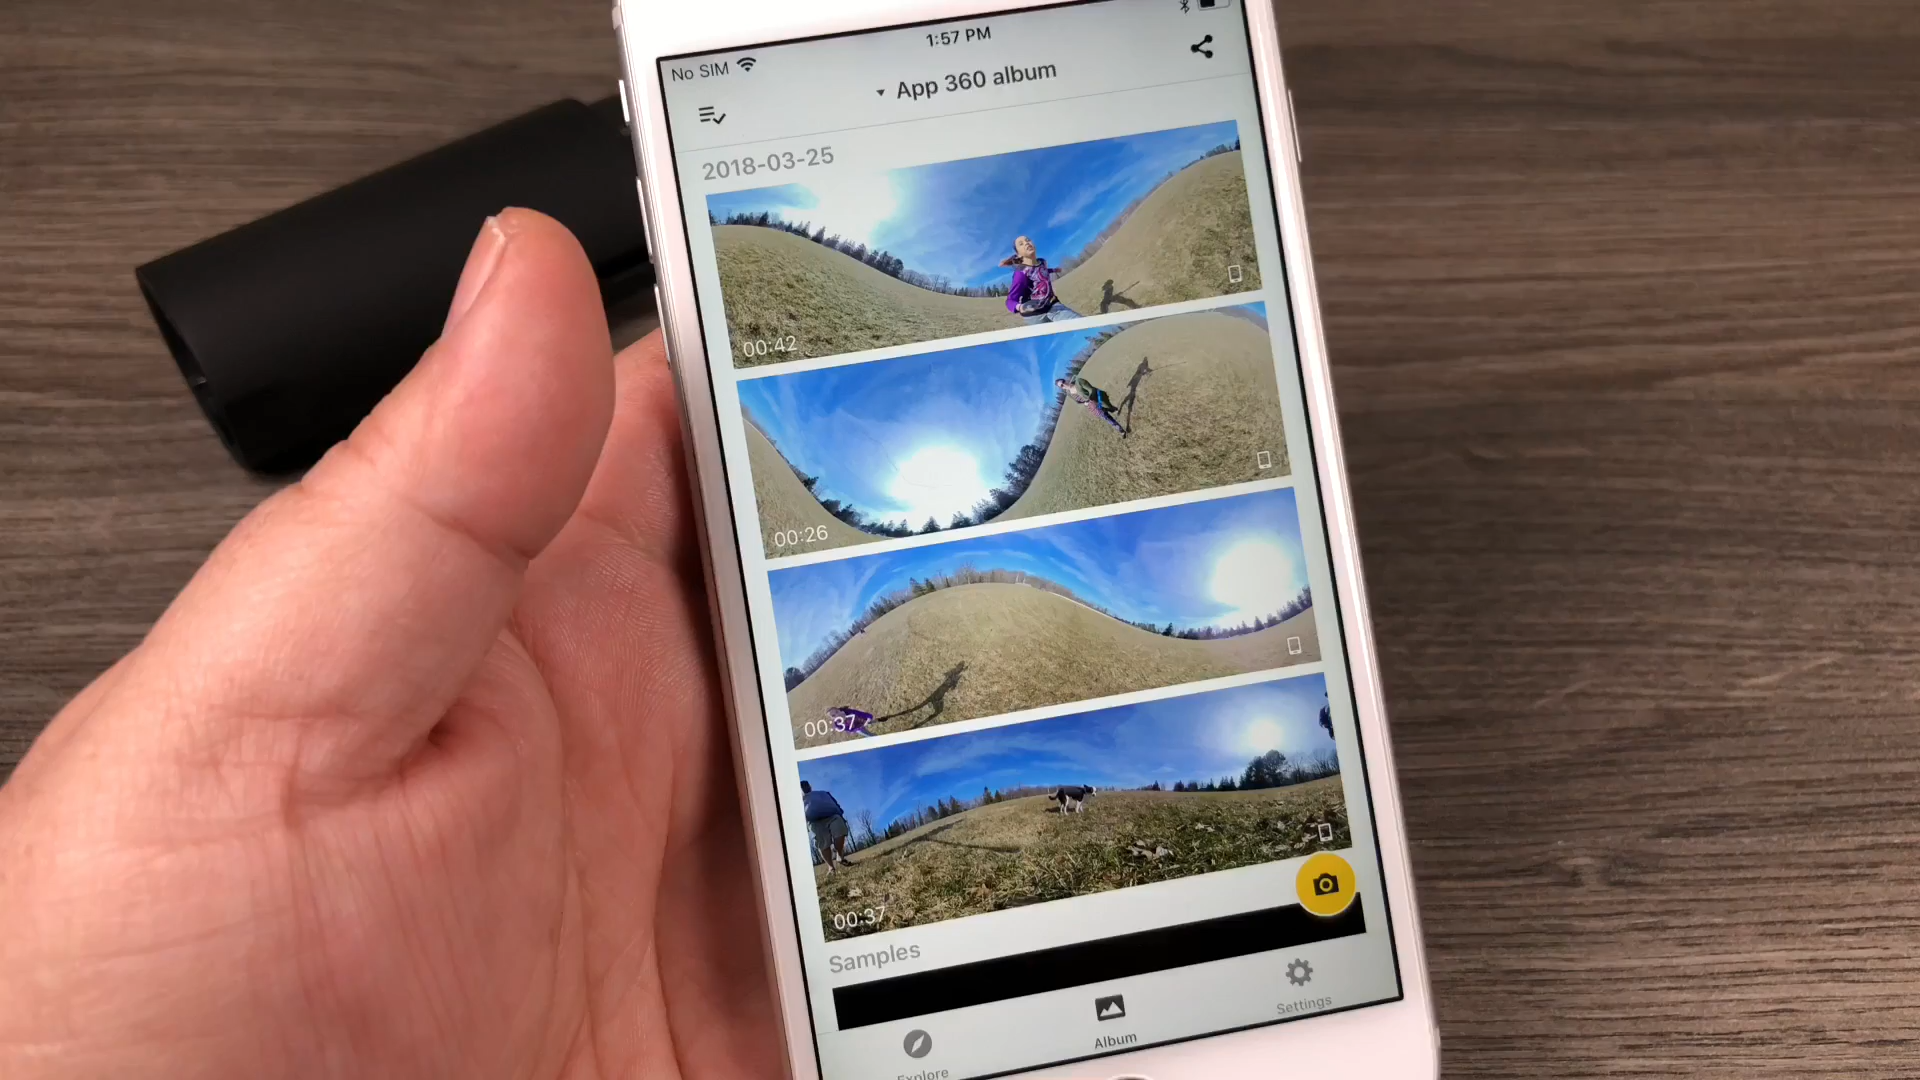 1:57 PM
No SIM
App 360 album
2018-03-25
00:42
00:26
00:37
00:37
Samples
Explore
Album
Settings